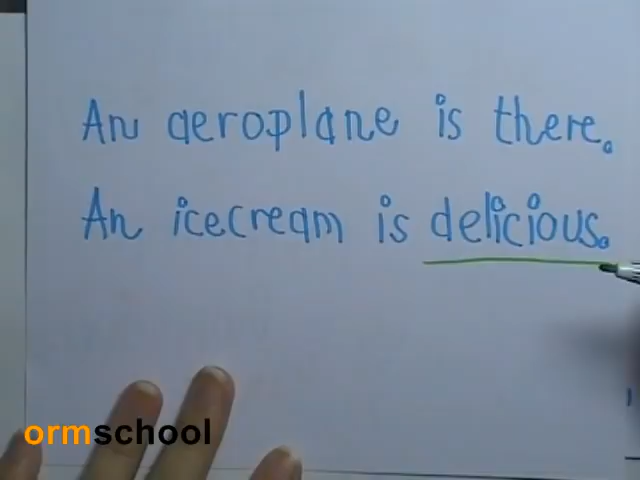 An aeroplane is there.
An icecream is delicious.
ormschool